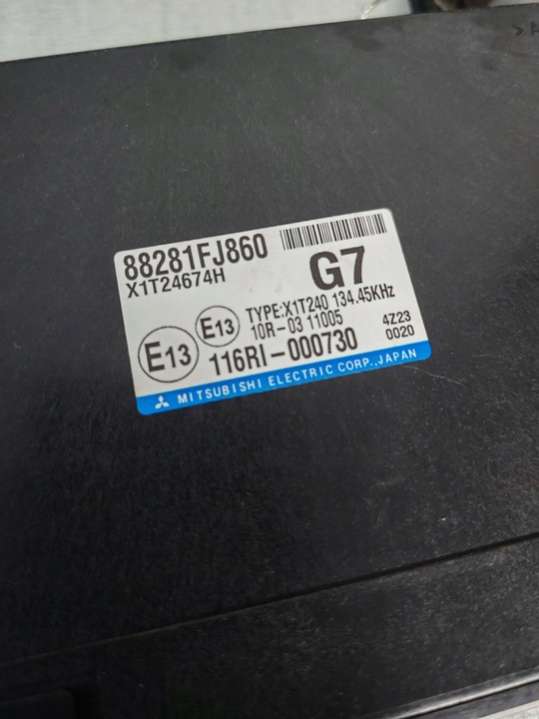 88281FJ860
X1T24674H
G7
TYPE:X1T240 134.45KHz
10R-03 11005
E13
E13
116RI-000730
4Z23
0020
MITSUBISHI ELECTRIC CORP.,JAPAN